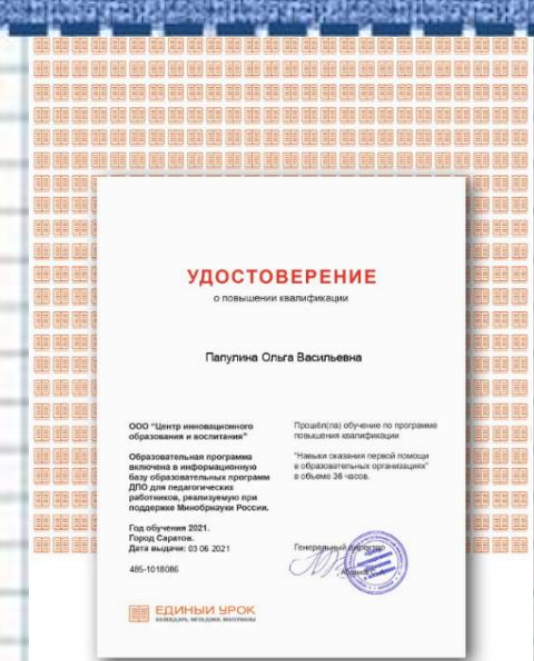 УДОСТОВЕРЕНИЕ
о повышении квалификации
Папулина Ольга Васильевна
ООО "Центр инновационного
образования и воспитания"
Образовательная программа
включена в информационную
базу образовательных программ
ДПО для педагогических
работников, реализуемую при
поддержке Минобрнауки России.
Год обучения 2021.
Город Саратов.
Дата выдачи: 03 06 2021
485-1018086
Прошёл(ла) обучение по программе
повышения квалификации
"Навыки оказания первой помощи
в образовательных организациях"
в объеме 36 часов.
Генеральный директор
ЕДИНЫЙ УРОК
КАЛЕНДАРЬ, МЕТОДИКИ, МАТЕРИАЛЫ